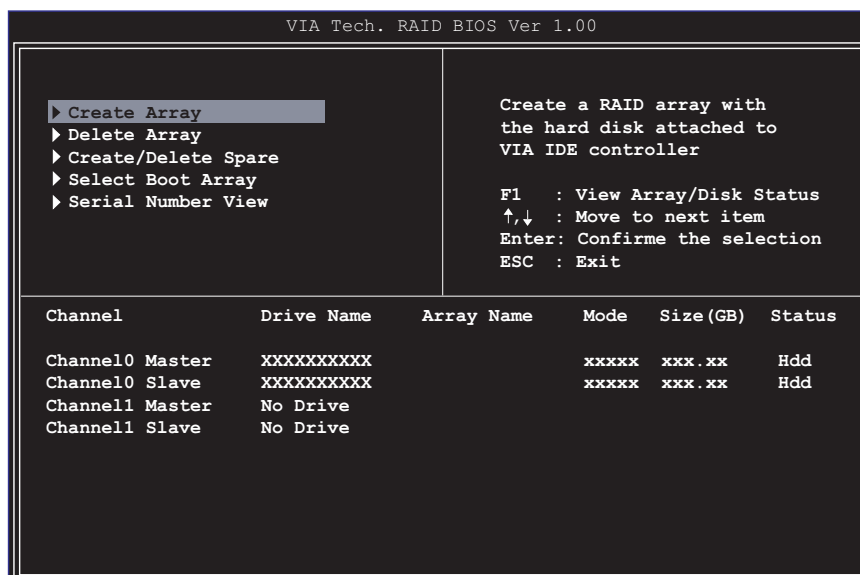 VIA Tech. RAID BIOS Ver 1.00
Create Array
Delete Array
Create/Delete Spare
Select Boot Array
Serial Number View
Create a RAID array with
the hard disk attached to
VIA IDE controller
F1 : View Array/Disk Status
↑,↓ : Move to next item
Enter: Confirme the selection
ESC : Exit
Channel Drive Name Array Name Mode Size(GB) Status
Channel0 Master XXXXXXXXXX xxxxx xxx.xx Hdd
Channel0 Slave XXXXXXXXXX xxxxx xxx.xx Hdd
Channel1 Master No Drive
Channel1 Slave No Drive